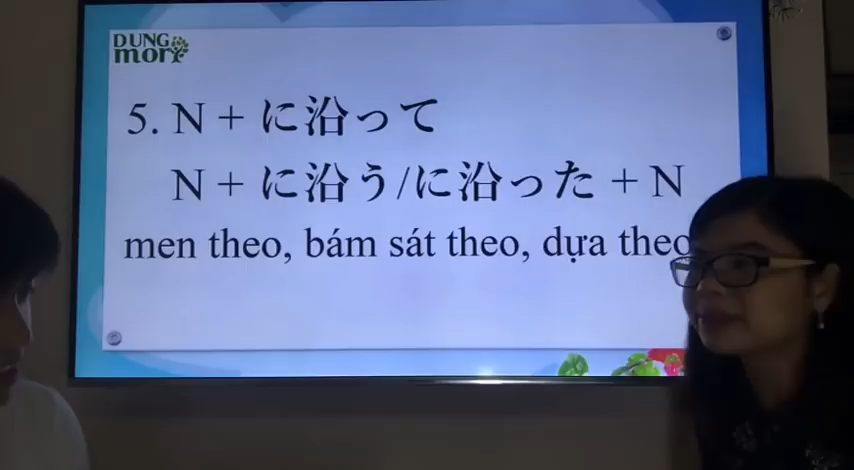 DUNG
mori
5. N + に沿って
N + に沿う/に沿った + N
men theo, bám sát theo, dựa theo